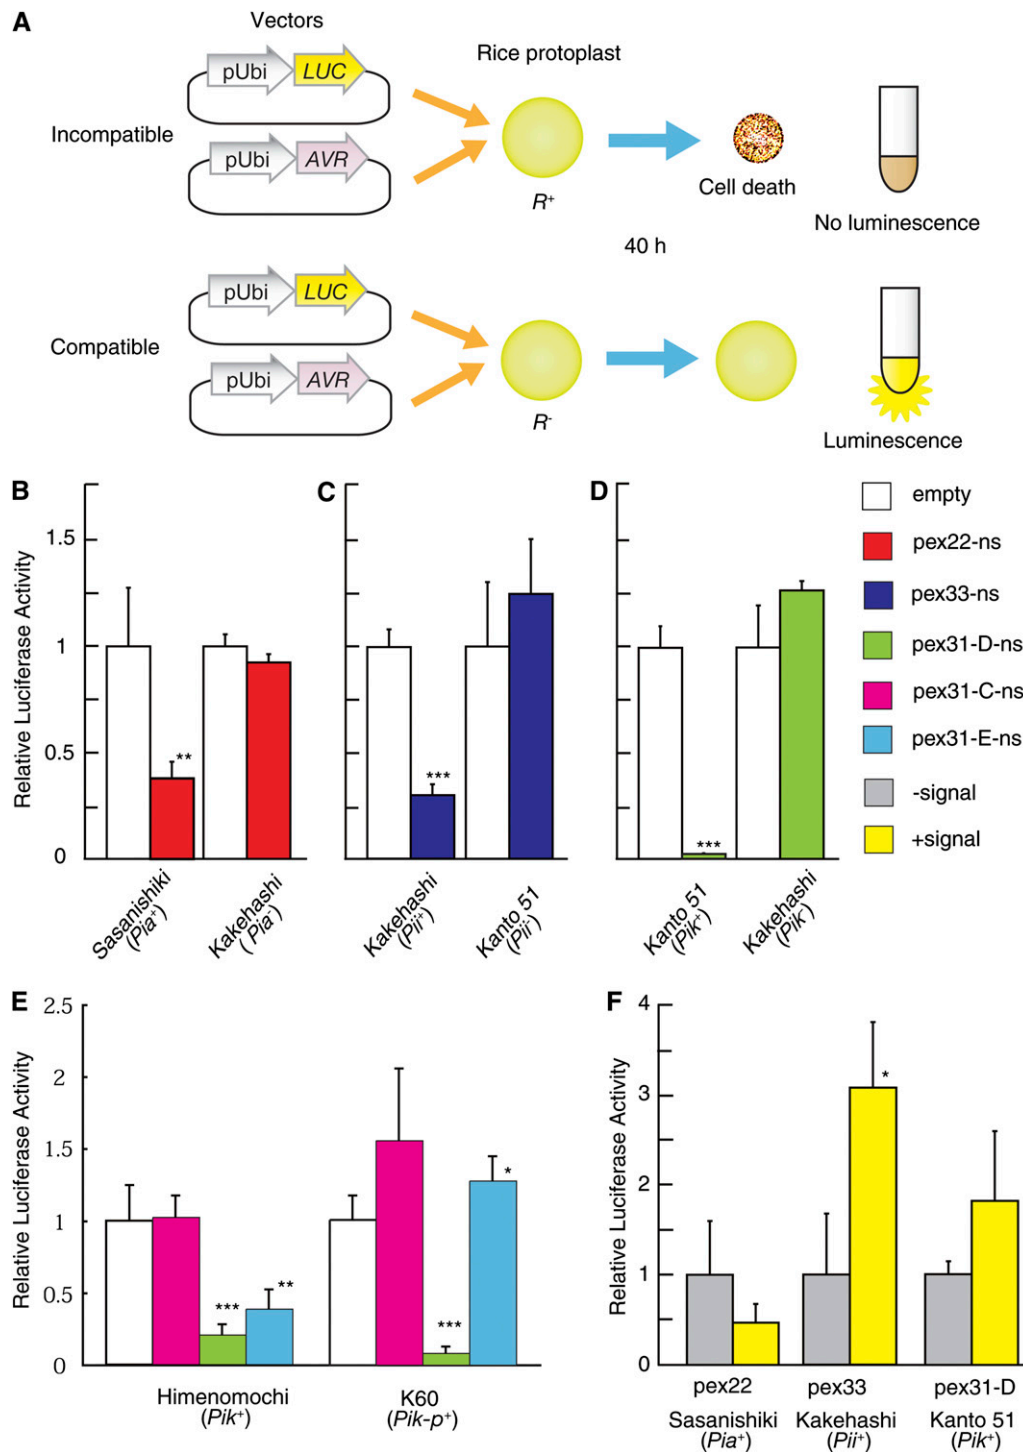 A
Vectors
pUbi LUC
Rice protoplast
Incompatible
pUbi AVR
R+
Cell death
No luminescence
40 h
pUbi LUC
Compatible
pUbi AVR
R-
Luminescence
B
C
D
Relative Luciferase Activity
1.5
1
0.5
0
**
Sasanishiki
(Pia+)
Kakehashi
(Pia-)
***
Kakehashi
(Pii+)
Kanto 51
(Pii-)
***
Kanto 51
(Pik+)
Kakehashi
(Pik-)
empty
pex22-ns
pex33-ns
pex31-D-ns
pex31-C-ns
pex31-E-ns
-signal
+signal
E
Relative Luciferase Activity
2.5
2
1.5
1
0.5
0
***
**
***
*
Himenomochi
(Pik+)
K60
(Pik-p+)
F
Relative Luciferase Activity
4
3
2
1
0
*
pex22
Sasanishiki
(Pia+)
pex33
Kakehashi
(Pii+)
pex31-D
Kanto 51
(Pik+)